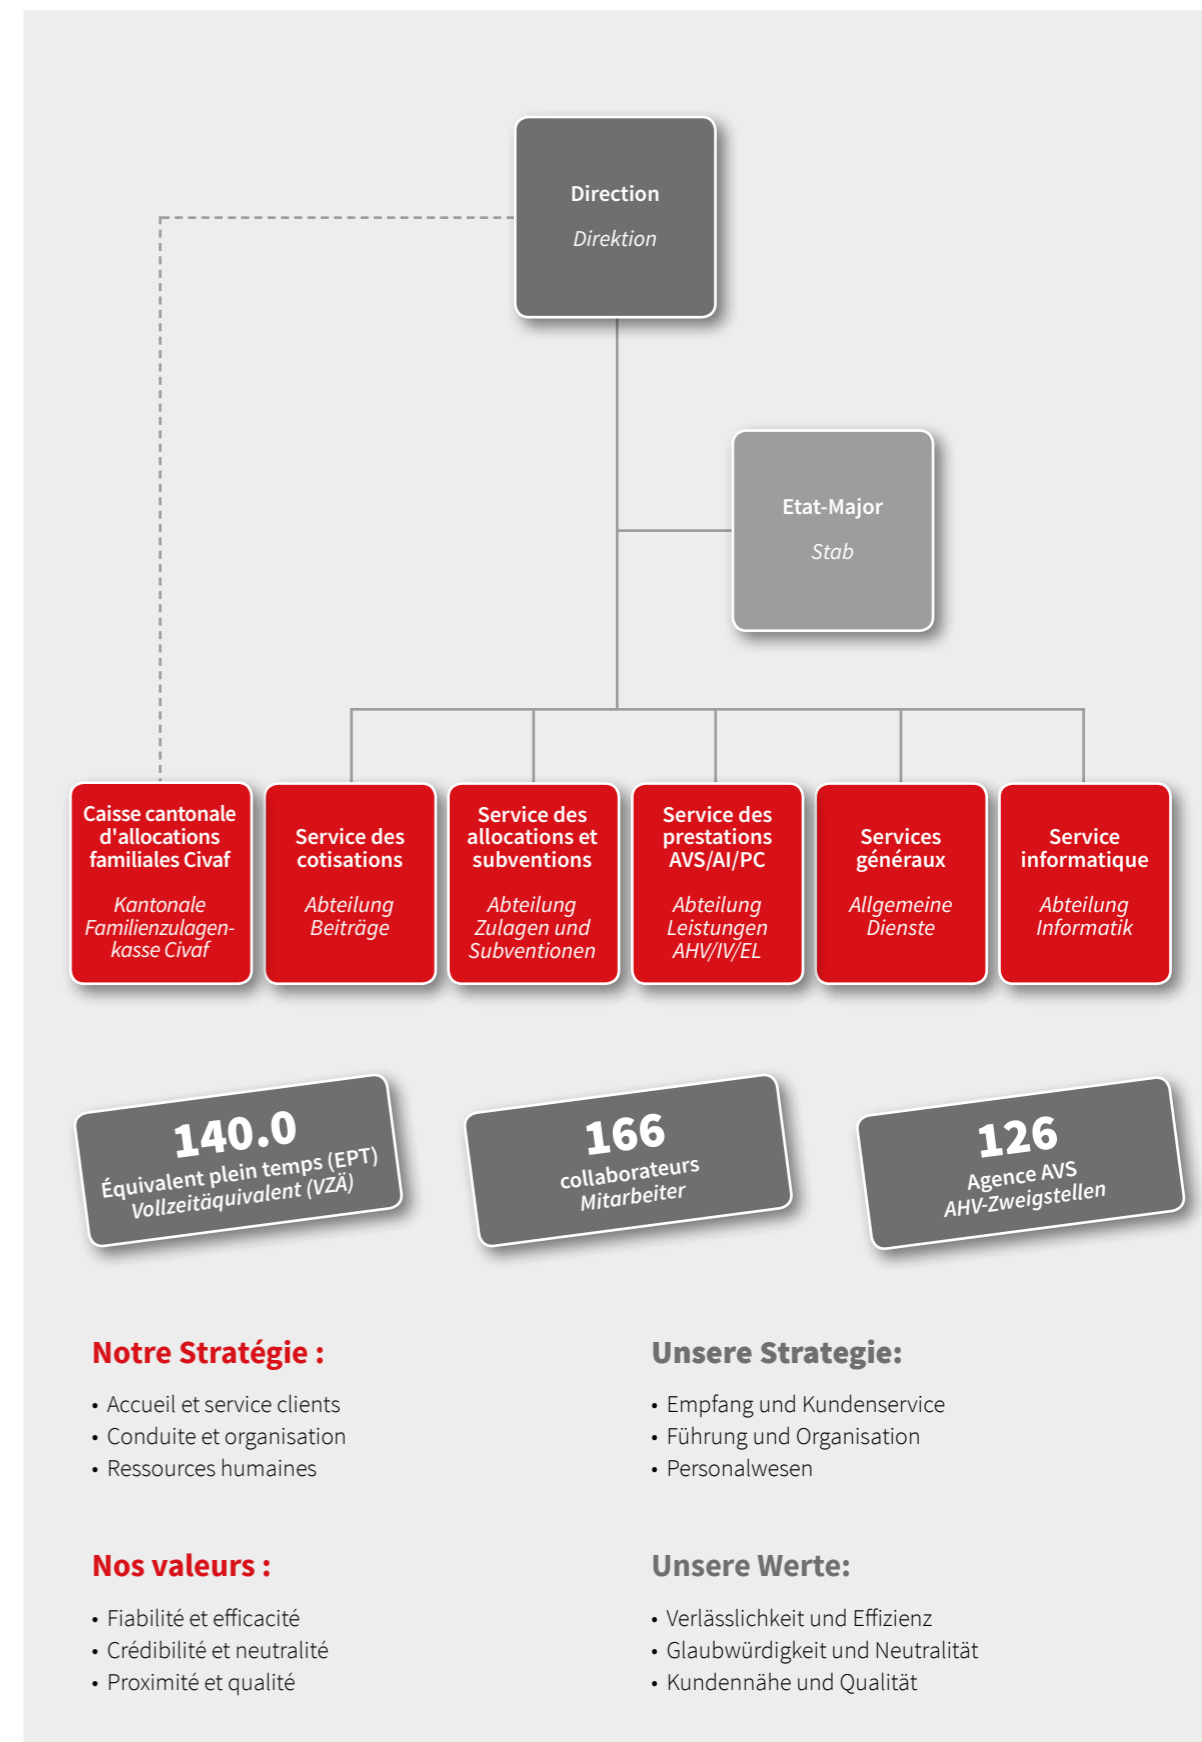 Direction
Direktion
Etat-Major
Stab
Caisse cantonale
d'allocations
familiales Civaf
Kantonale
Familienzulagen-
kasse Civaf
Service des
cotisations
Abteilung
Beiträge
Service des
allocations et
subventions
Abteilung
Zulagen und
Subventionen
Service des
prestations
AVS/AI/PC
Abteilung
Leistungen
AHV/IV/EL
Services
généraux
Allgemeine
Dienste
Service
informatique
Abteilung
Informatik
140.0
Équivalent plein temps (EPT)
Vollzeitäquivalent (VZÄ)
166
collaborateurs
Mitarbeiter
126
Agence AVS
AHV-Zweigstellen
Notre Stratégie :
• Accueil et service clients
• Conduite et organisation
• Ressources humaines
Nos valeurs :
• Fiabilité et efficacité
• Crédibilité et neutralité
• Proximité et qualité
Unsere Strategie:
• Empfang und Kundenservice
• Führung und Organisation
• Personalwesen
Unsere Werte:
• Verlässlichkeit und Effizienz
• Glaubwürdigkeit und Neutralität
• Kundennähe und Qualität